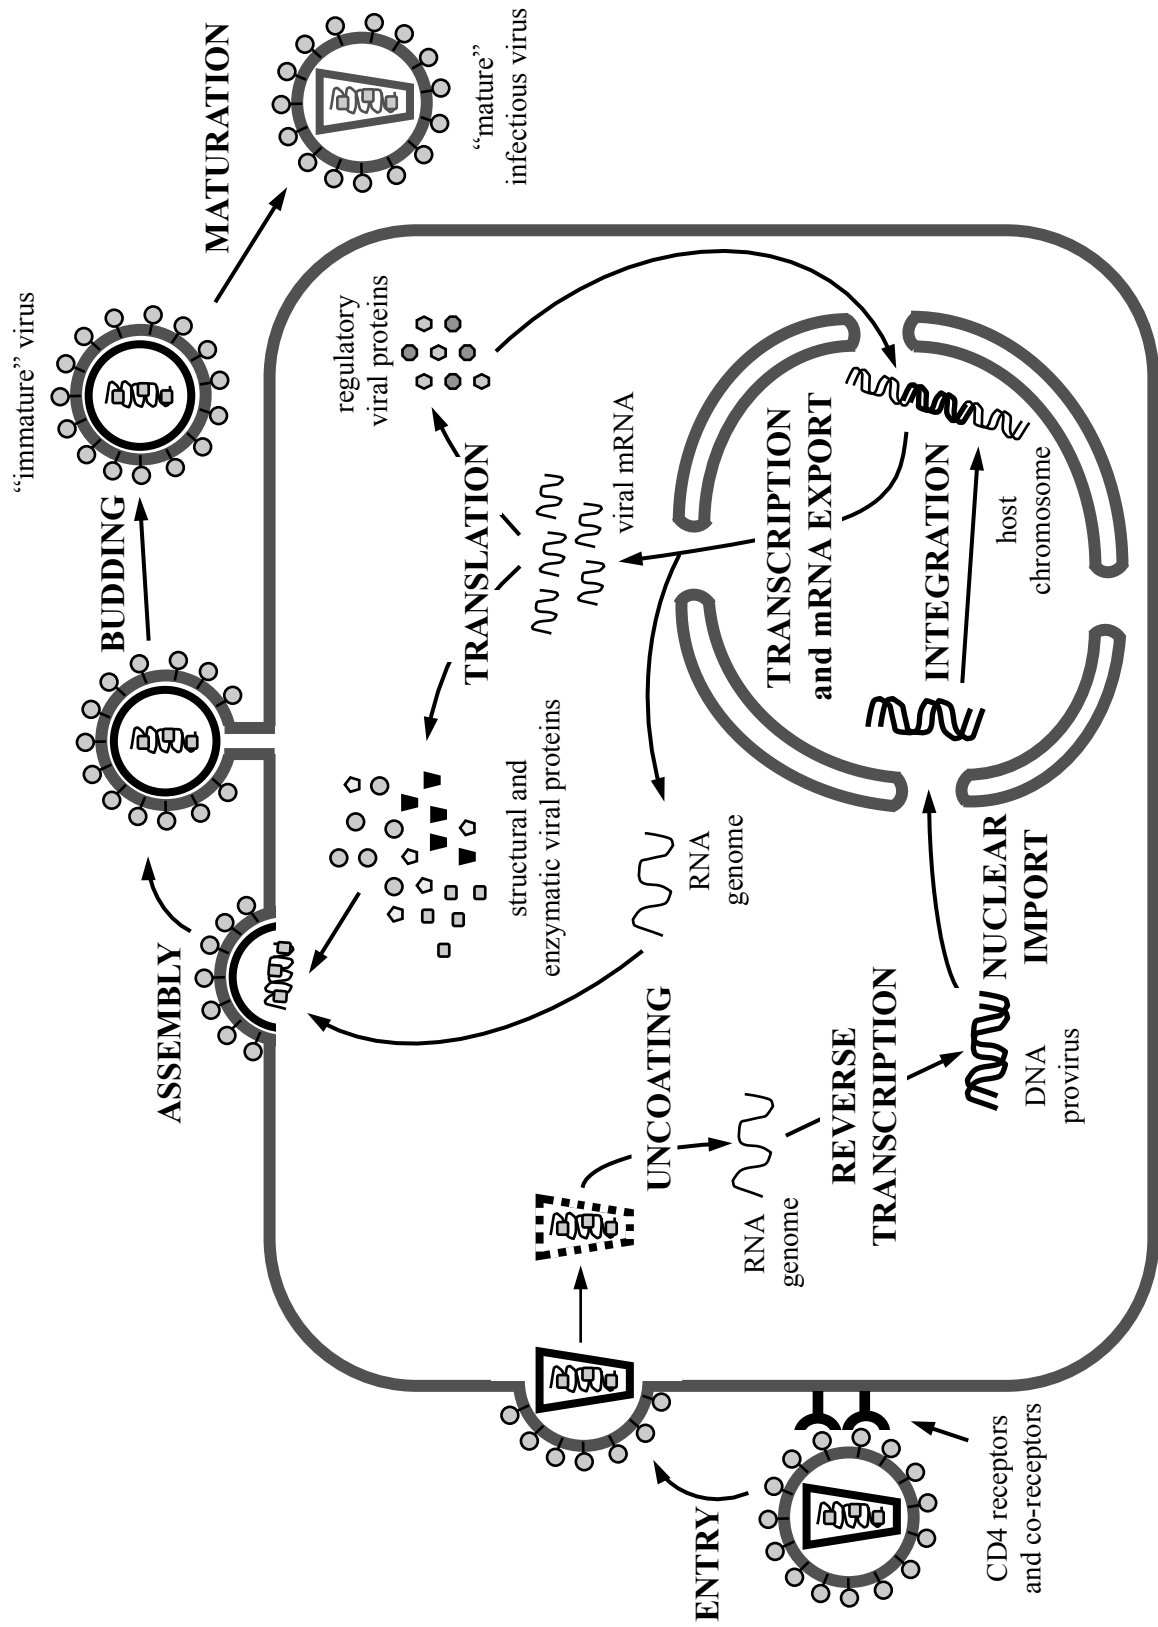 ENTRY
CD4 receptors
and co-receptors
UNCOATING
RNA
genome
REVERSE
TRANSCRIPTION
DNA
provirus
NUCLEAR
IMPORT
INTEGRATION
host
chromosome
TRANSCRIPTION
and mRNA EXPORT
viral mRNA
RNA
genome
TRANSLATION
regulatory
viral proteins
structural and
enzymatic viral proteins
ASSEMBLY
BUDDING
“immature” virus
MATURATION
“mature”
infectious virus